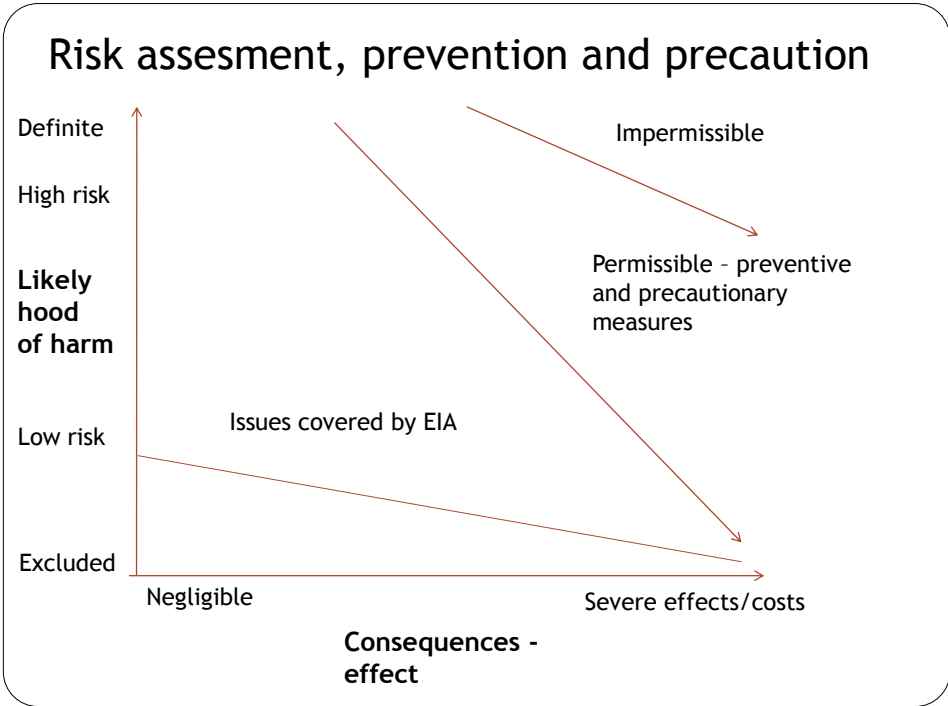 Risk assesment, prevention and precaution
Definite
Impermissible
High risk
Permissible – preventive
and precautionary
measures
Likely
hood
of harm
Issues covered by EIA
Low risk
Excluded
Negligible
Severe effects/costs
Consequences -
effect